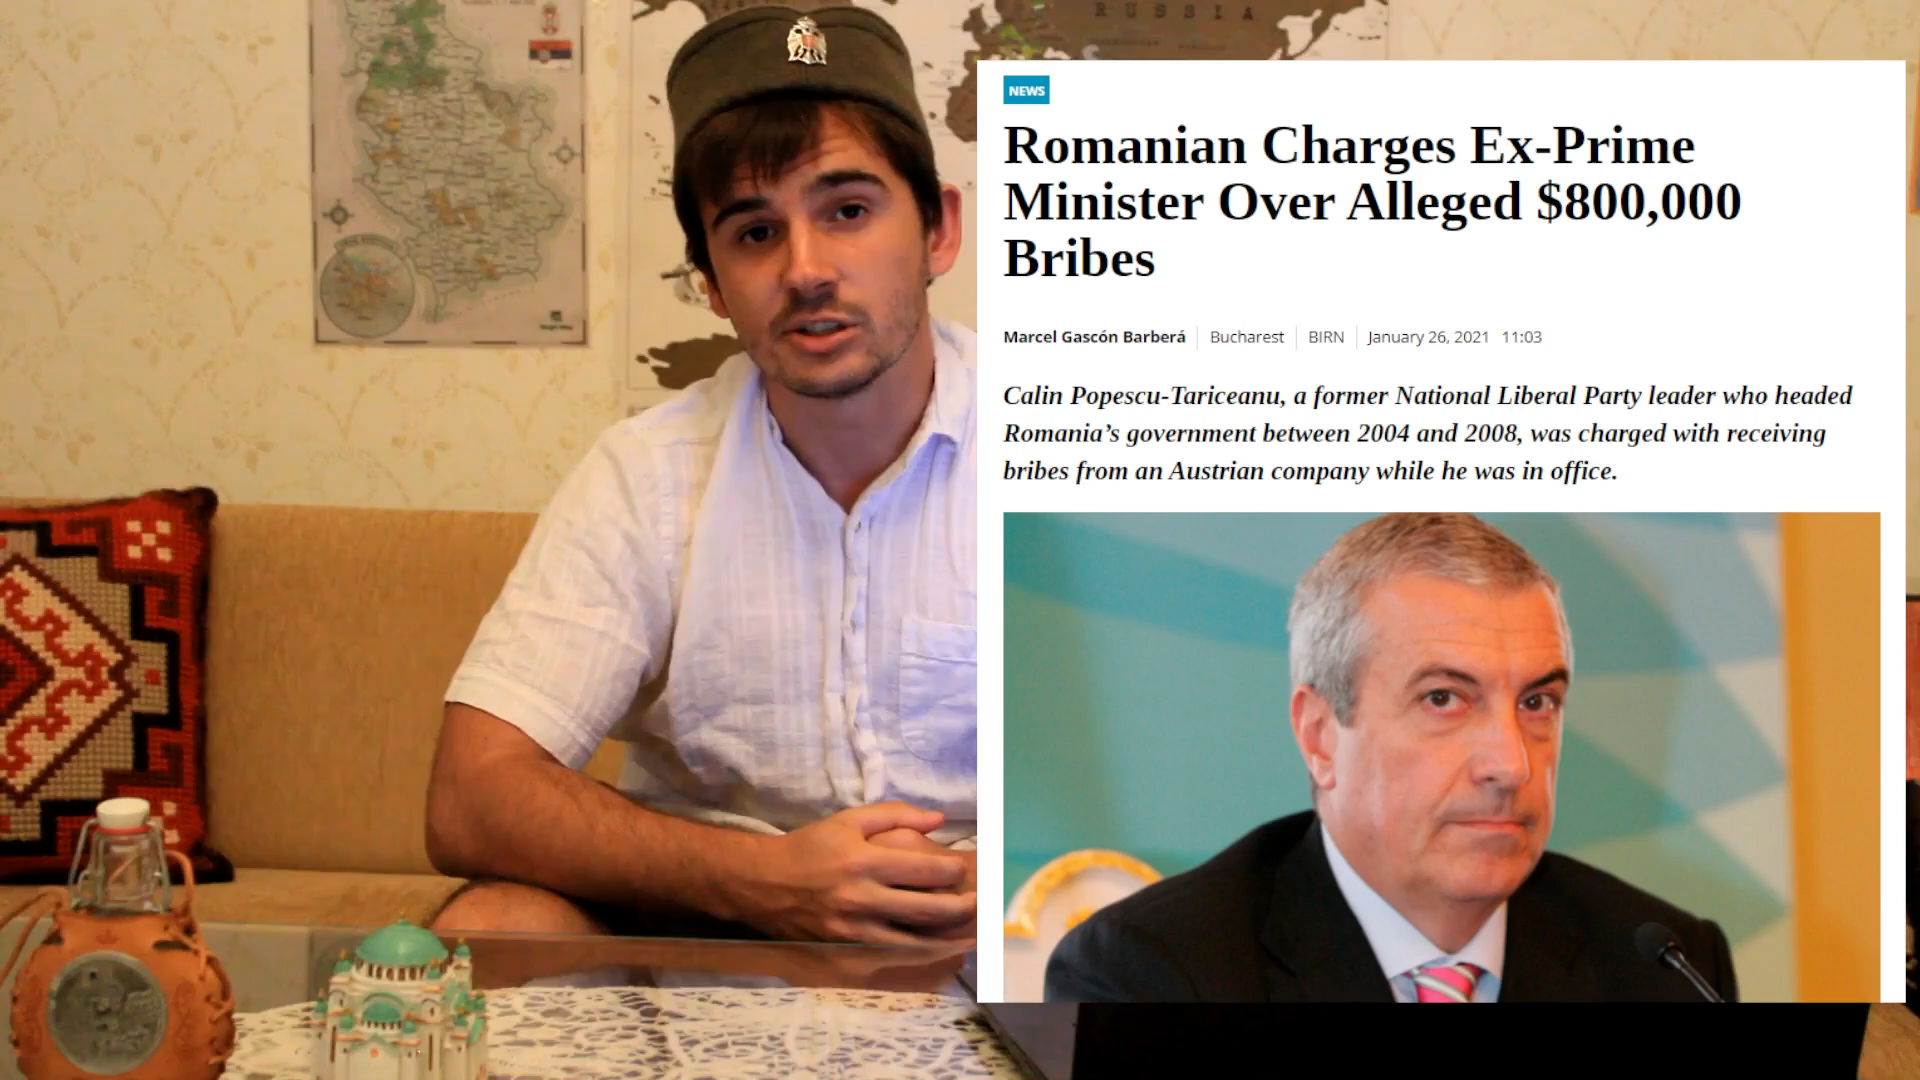 RUSSIA
NEWS
Romanian Charges Ex-Prime
Minister Over Alleged $800,000
Bribes
Marcel Gascón Barberá | Bucharest | BIRN | January 26, 2021 11:03
Calin Popescu-Tariceanu, a former National Liberal Party leader who headed
Romania’s government between 2004 and 2008, was charged with receiving
bribes from an Austrian company while he was in office.